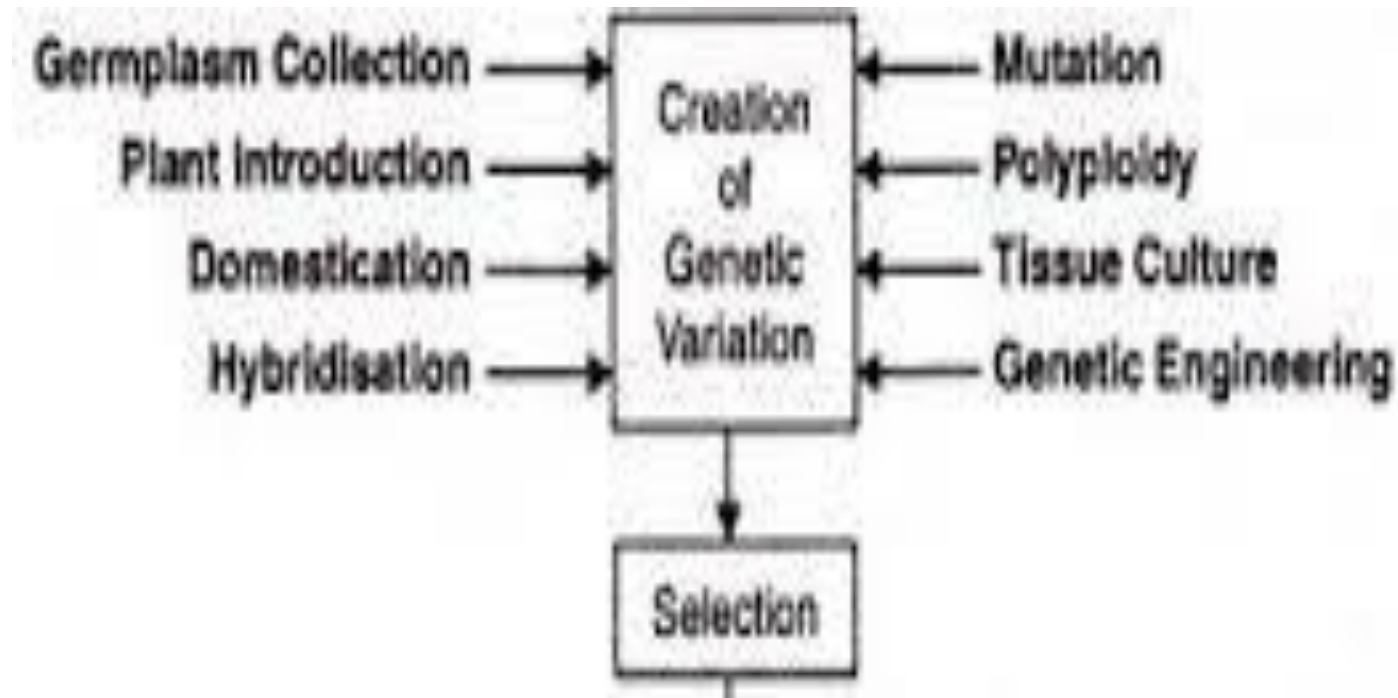 Germplasm Collection
Plant Introduction
Domestication
Hybridisation
Creation
of
Genetic
Variation
Mutation
Polyploidy
Tissue Culture
Genetic Engineering
Selection